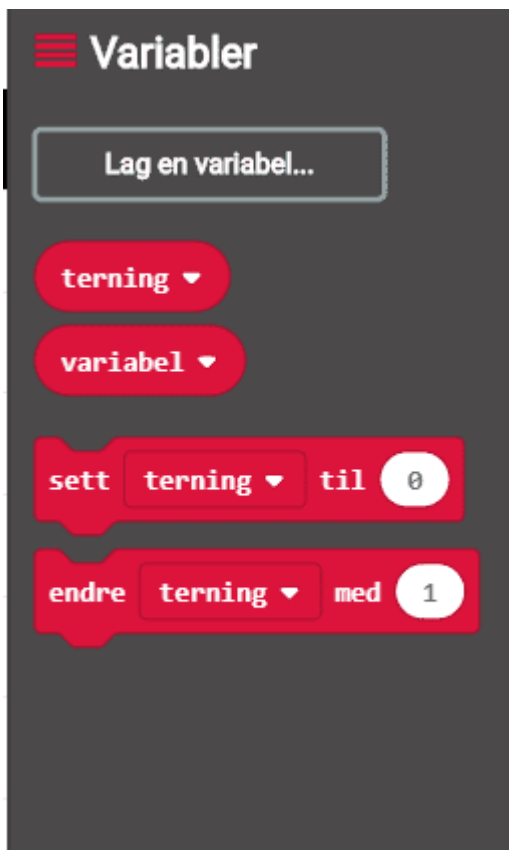 Variabler
Lag en variabel...
terning
variabel
sett terning til 0
endre terning med 1